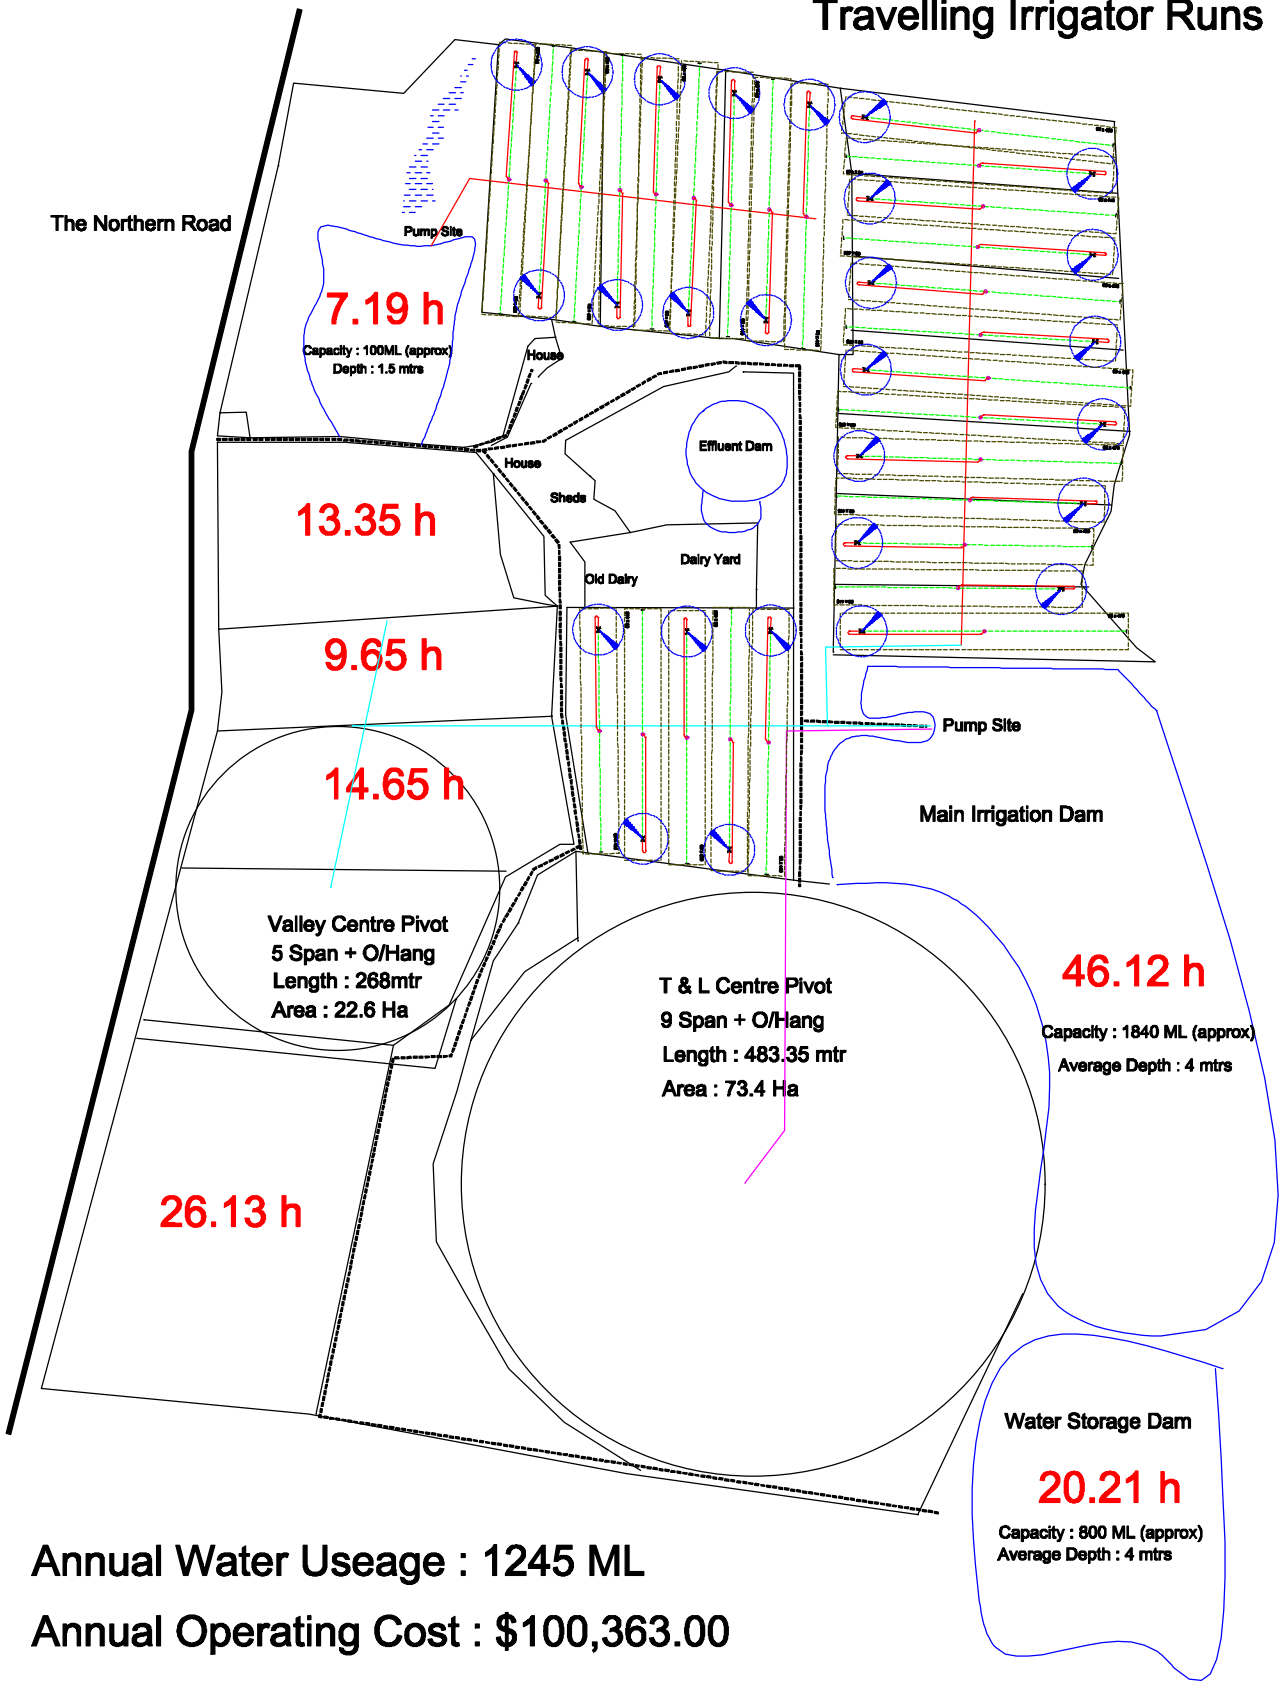 Travelling Irrigator Runs
The Northern Road
Pump Site
7.19 h
Capacity : 100ML (approx)
Depth : 1.5 mtrs
House
Effluent Dam
House
Sheds
13.35 h
Dairy Yard
Old Dairy
9.65 h
Pump Site
14.65 h
Main Irrigation Dam
Valley Centre Pivot
5 Span + O/Hang
Length : 268mtr
Area : 22.6 Ha
T & L Centre Pivot
9 Span + O/Hang
Length : 483.35 mtr
Area : 73.4 Ha
46.12 h
Capacity : 1840 ML (approx)
Average Depth : 4 mtrs
26.13 h
Water Storage Dam
20.21 h
Capacity : 800 ML (approx)
Average Depth : 4 mtrs
Annual Water Useage : 1245 ML
Annual Operating Cost : $100,363.00